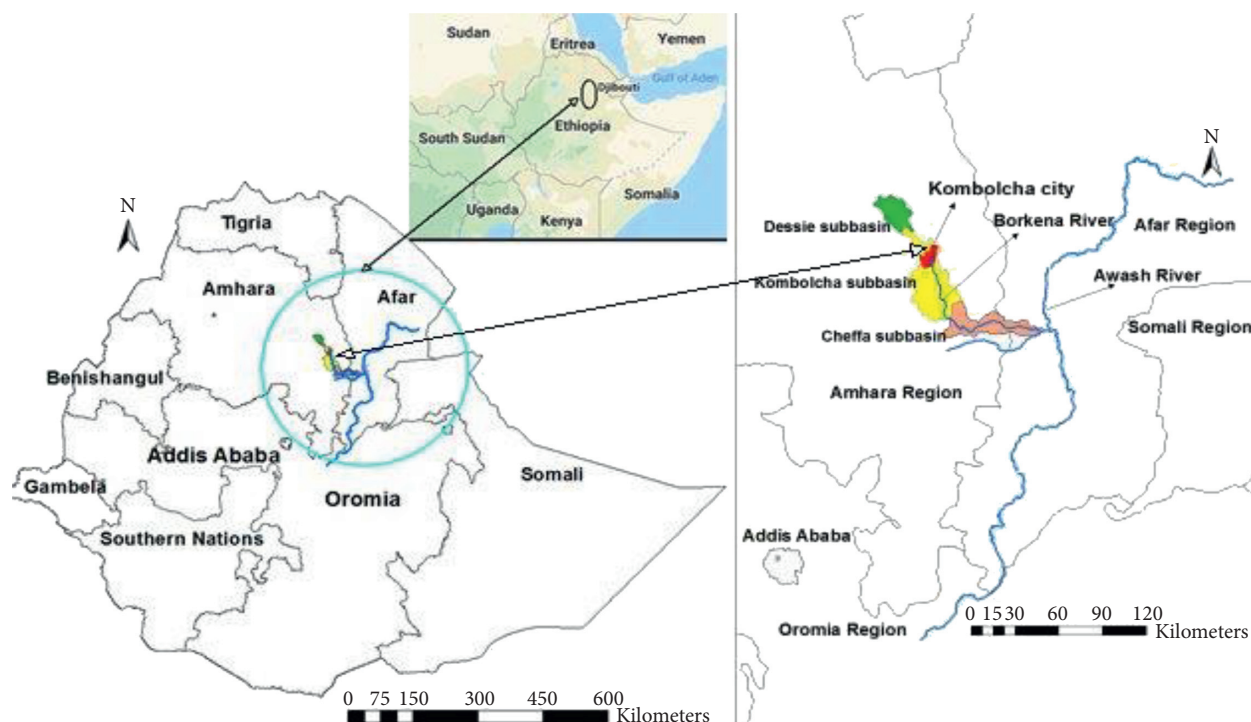 Sudan
Eritrea
Yemen
Gulf of Aden
Djibouti
Ethiopia
South Sudan
Somalia
Uganda
Kenya
N
Tigria
Amhara
Afar
Benishangul
Addis Ababa
Gambela
Oromia
Somali
Southern Nations
0 75 150 300 450 600
Kilometers
N
Kombolcha city
Dessie subbasin
Borkena River
Afar Region
Kombolcha subbasin
Awash River
Cheffa subbasin
Somali Region
Amhara Region
Addis Ababa
Oromia Region
0 15 30 60 90 120
Kilometers